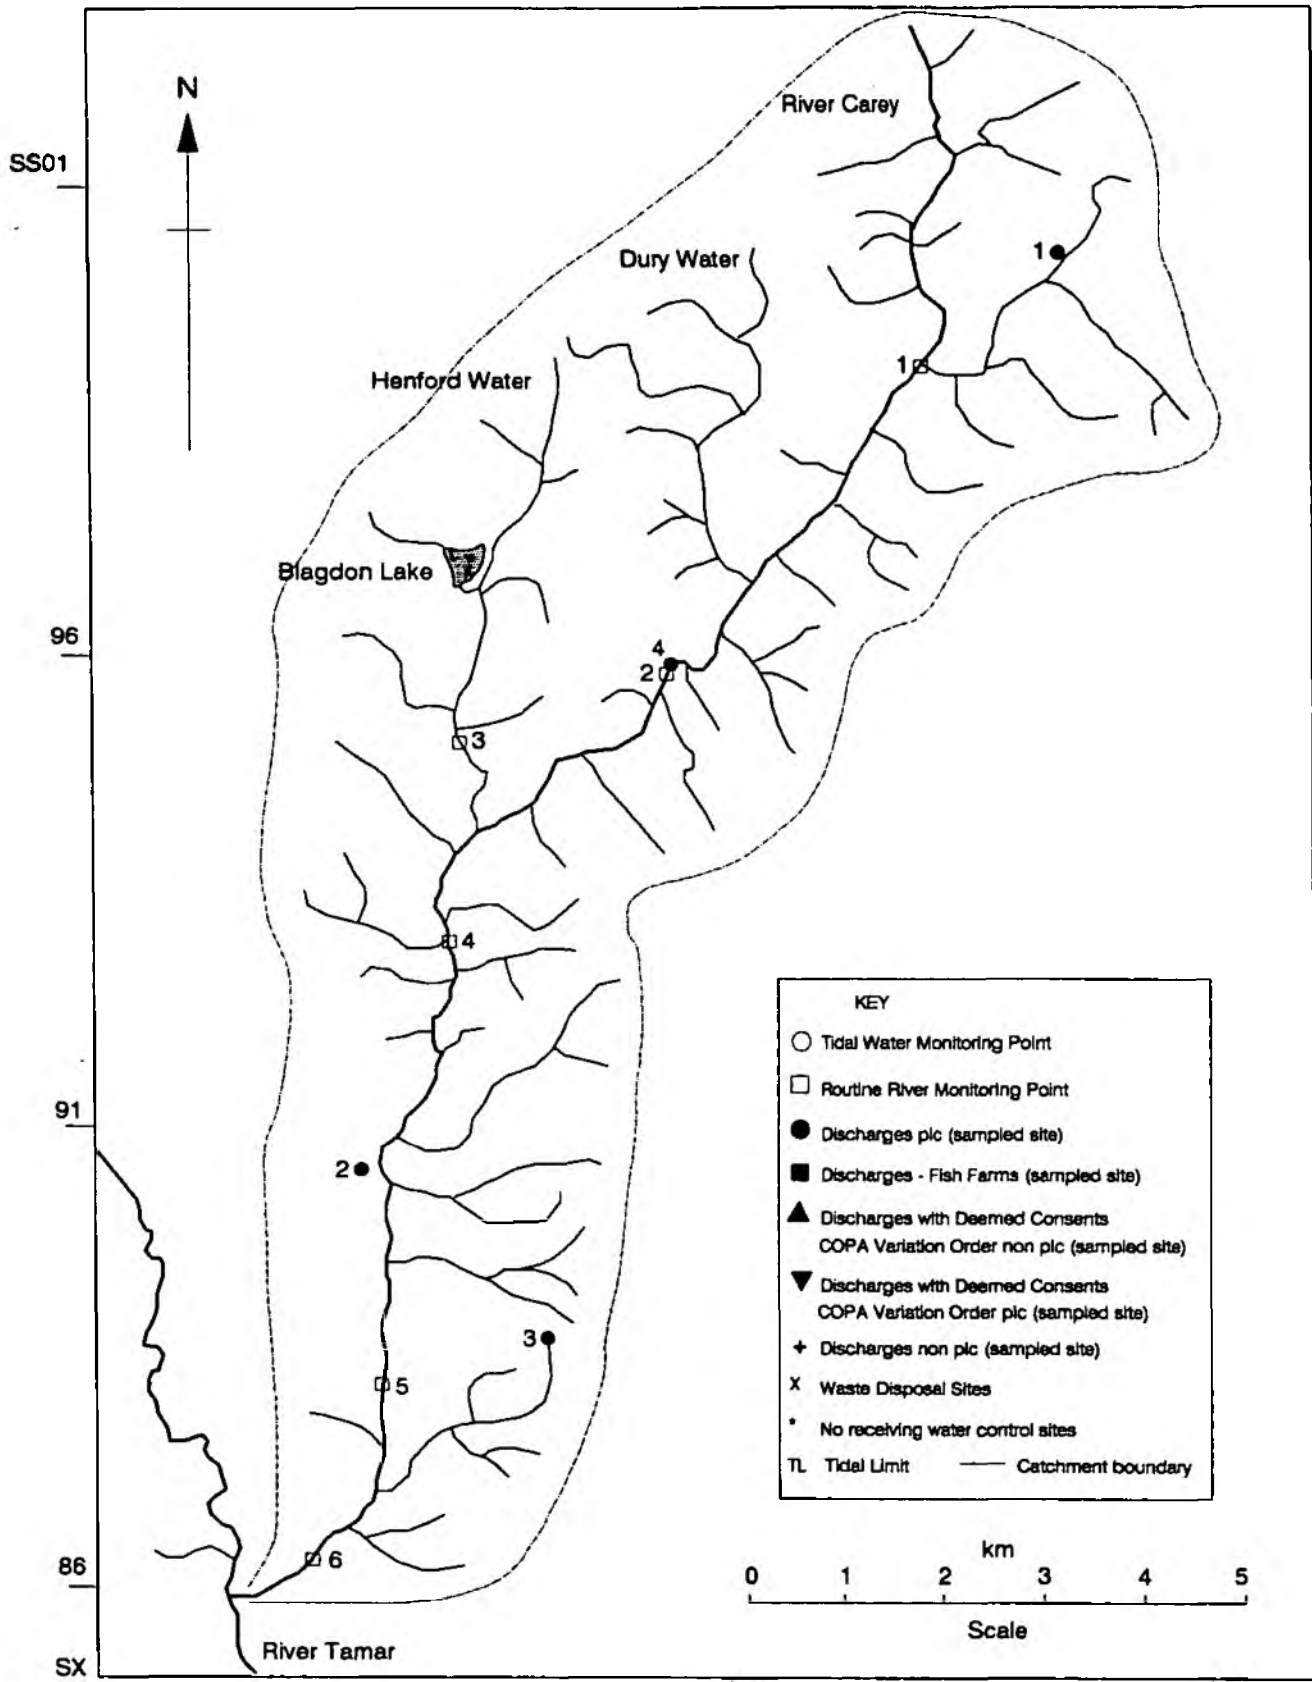 N
River Carey
SS01
1
Dury Water
1
Henford Water
Blagdon Lake
96
4
2
3
4
91
2
3
5
6
86
SX
River Tamar
KEY
Tidal Water Monitoring Point
Routine River Monitoring Point
Discharges plc (sampled site)
Discharges - Fish Farms (sampled site)
Discharges with Deemed Consents
COPA Variation Order non plc (sampled site)
Discharges with Deemed Consents
COPA Variation Order plc (sampled site)
+ Discharges non plc (sampled site)
X Waste Disposal Sites
* No receiving water control sites
TL Tidal Limit Catchment boundary
km
0 1 2 3 4 5
Scale